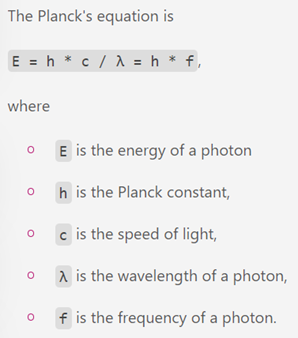 The Planck's equation is
E = h * c / λ = h * f,
where
E is the energy of a photon
h is the Planck constant,
c is the speed of light,
λ is the wavelength of a photon,
f is the frequency of a photon.